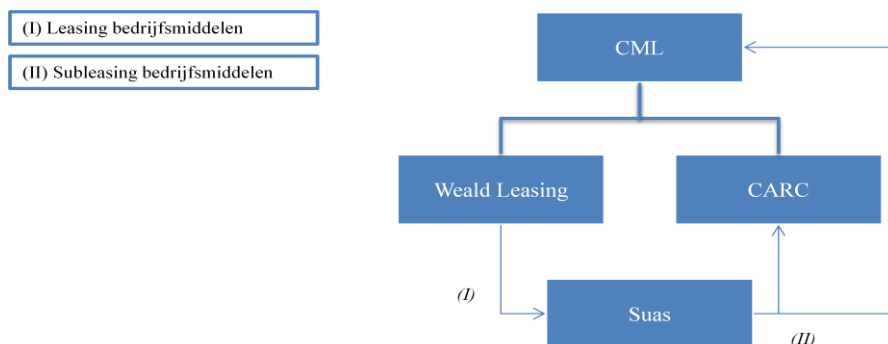 (I) Leasing bedrijfsmiddelen
(II) Subleasing bedrijfsmiddelen
CML
Weald Leasing
CARC
(I)
Suas
(II)